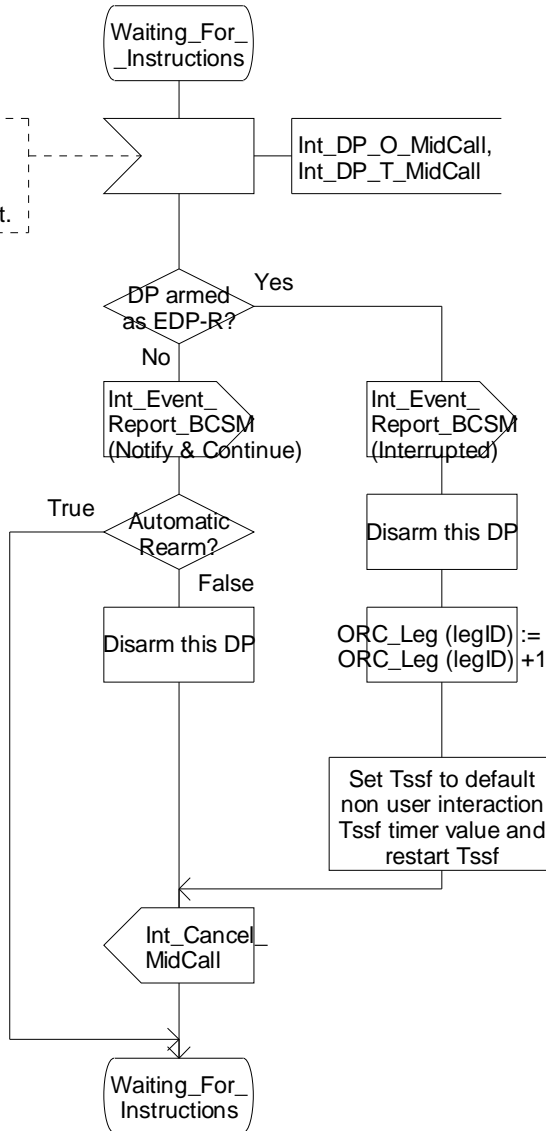 Waiting_For_
_Instructions
Int_DP_O_MidCall,
Int_DP_T_MidCall
t.
DP armed
as EDP-R?
Yes
No
Int_Event_
Report_BCSM
(Notify & Continue)
Int_Event_
Report_BCSM
(Interrupted)
True
Automatic
Rearm?
False
Disarm this DP
Disarm this DP
ORC_Leg (legID) :=
ORC_Leg (legID) +1
Set Tssf to default
non user interaction
Tssf timer value and
restart Tssf
Int_Cancel_
MidCall
Waiting_For_
Instructions